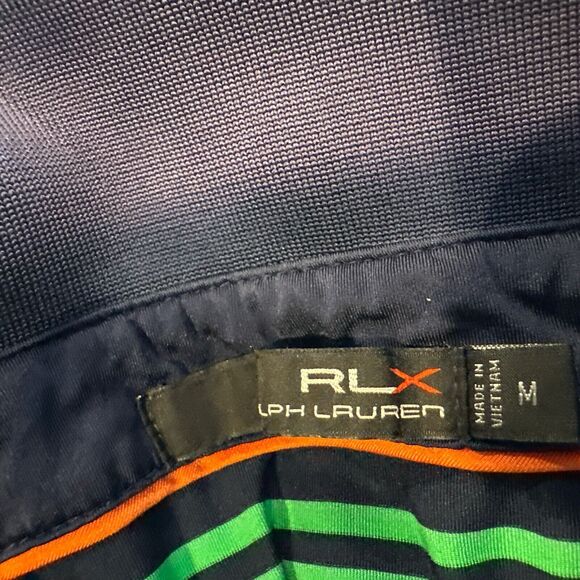 RLX
LPH LAUREN
MADE IN
VIETNAM
M